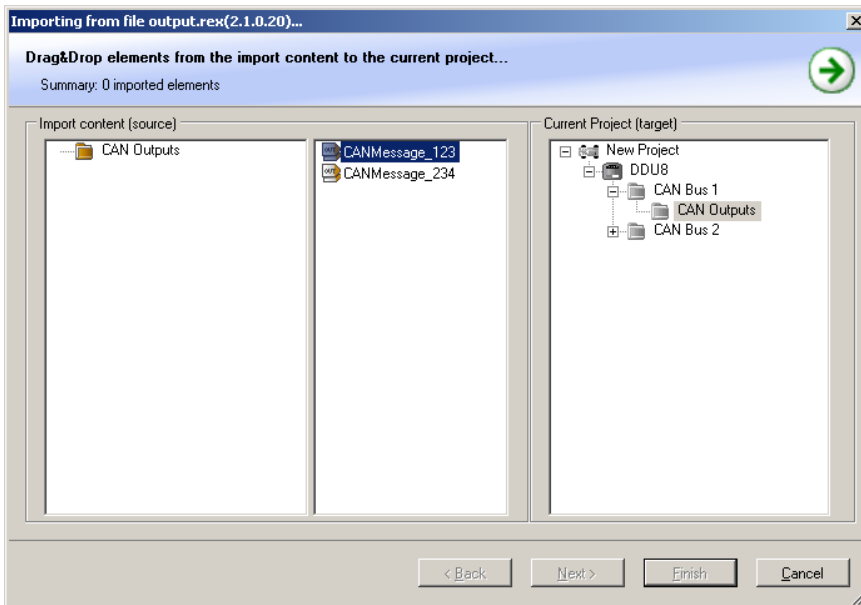 Importing from file output.rex(2.1.0.20)...
Drag&Drop elements from the import content to the current project...
Summary: 0 imported elements
Import content (source)
CAN Outputs
CANMessage_123
CANMessage_234
Current Project (target)
New Project
DDU8
CAN Bus 1
CAN Outputs
CAN Bus 2
< Back
Next >
Finish
Cancel